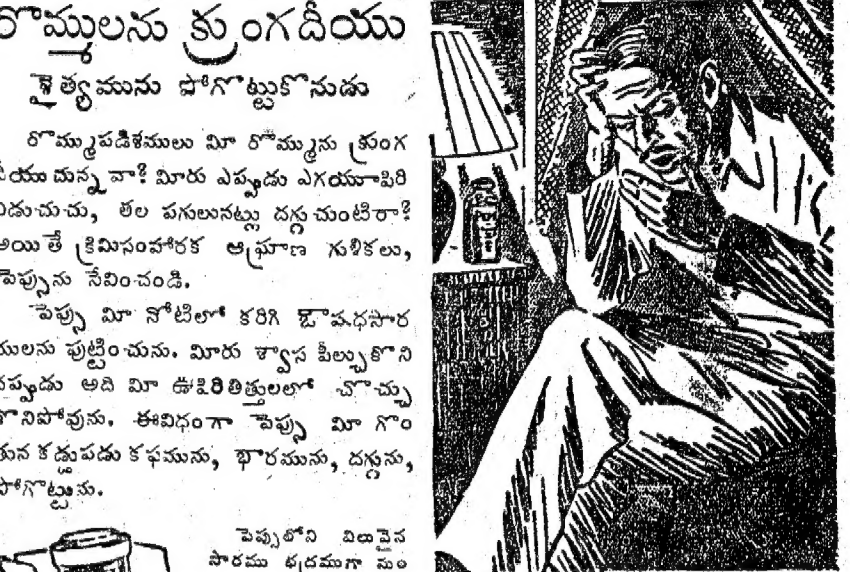 రొమ్ములను క్రుంగదీయు
శైత్యమును పోగొట్టుకొనుడు
రొమ్ముపడిశములు మీ రొమ్మును క్రుంగ
దీయుచున్నవా? మీరు ఎప్పుడు ఎగయూపిరి
విడుచుచు, తల పగులునట్లు దగ్గుచుంటిరా?
అయితే క్రిమిసంహారక ఆఘ్రాణ గుళికలు,
పెప్సును సేవించండి.
పెప్సు మీ నోటిలో కరిగి ఔషధసార
ములను పుట్టించును. మీరు శ్వాస పీల్చుకొని
నప్పుడు అది మీ ఊపిరితిత్తులలో చొచ్చు
కొనిపోవును. ఈవిధంగా పెప్సు మీ గొం
తున కడ్డుపడు కఫమును, భారమును, దగ్గును,
పోగొట్టును.
పెప్సులోని విలువైన
సారము భద్రముగా నుం